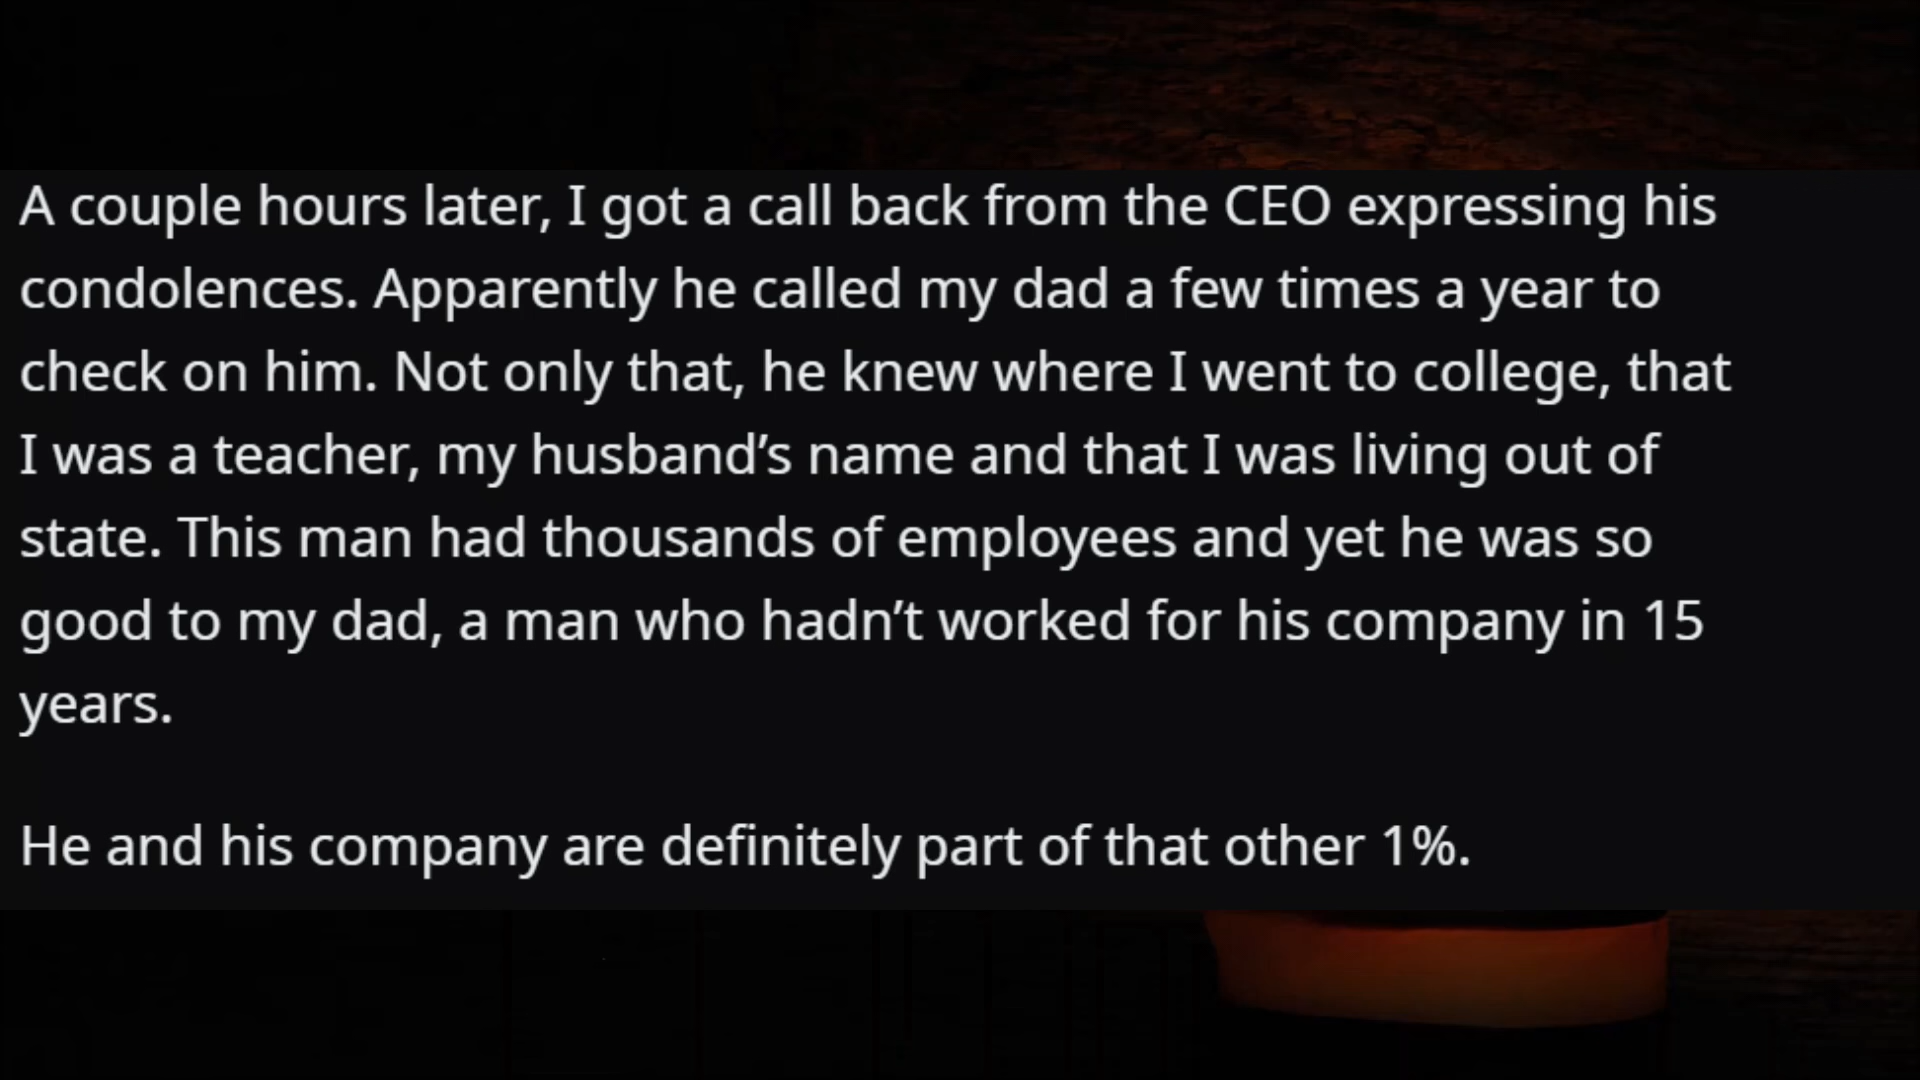 A couple hours later, I got a call back from the CEO expressing his
condolences. Apparently he called my dad a few times a year to
check on him. Not only that, he knew where I went to college, that
I was a teacher, my husband’s name and that I was living out of
state. This man had thousands of employees and yet he was so
good to my dad, a man who hadn’t worked for his company in 15
years.
He and his company are definitely part of that other 1%.